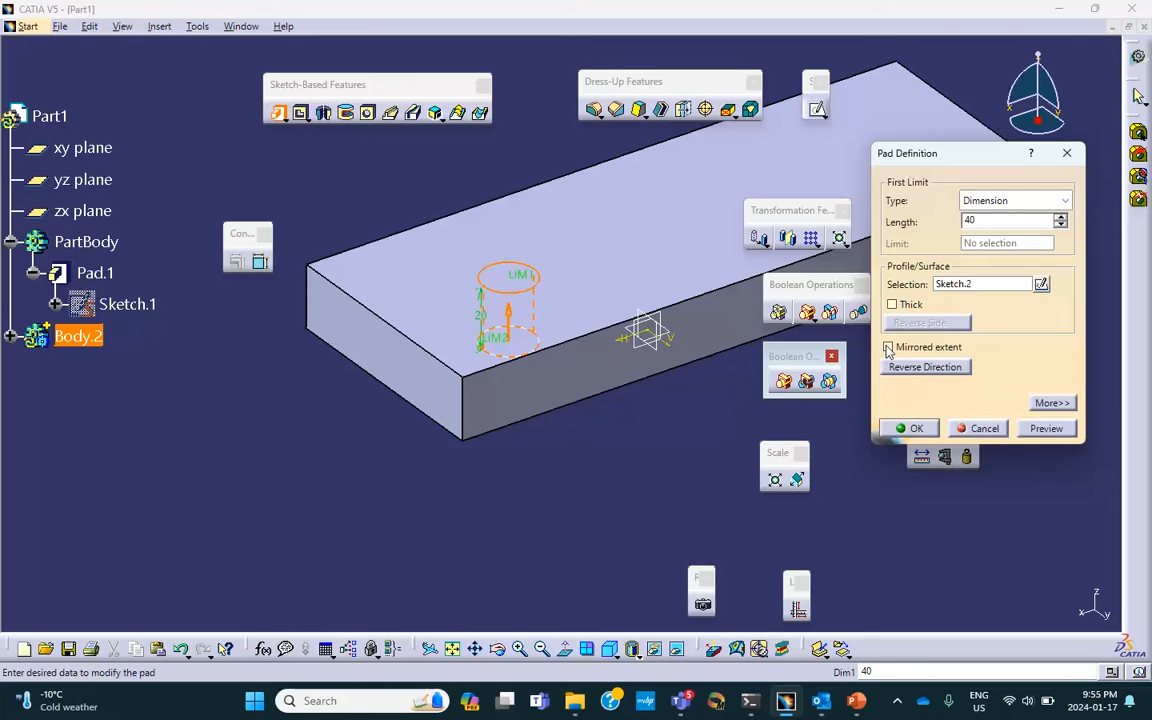 CATIA V5 - [Part1]
Start File Edit View Insert Tools Window Help
Sketch-Based Features
Dress-Up Features
S
Part1
xy plane
yz plane
zx plane
PartBody
Pad.1
Sketch.1
Body.2
Con...
LIM1
20
LIM2
H
V
Transformation Fe...
Boolean Operations
Boolean O...
Scale
F
I.
Pad Definition
?
First Limit
Type: Dimension
Length: 40
Limit: No selection
Profile/Surface
Selection: Sketch.2
Thick
Reverse Side
Mirrored extent
Reverse Direction
More>>
OK Cancel Preview
z
x y
CATIA
Enter desired data to modify the pad
Dim1 40
-10°C
Cold weather
Search
ENG
US
9:55 PM
2024-01-17